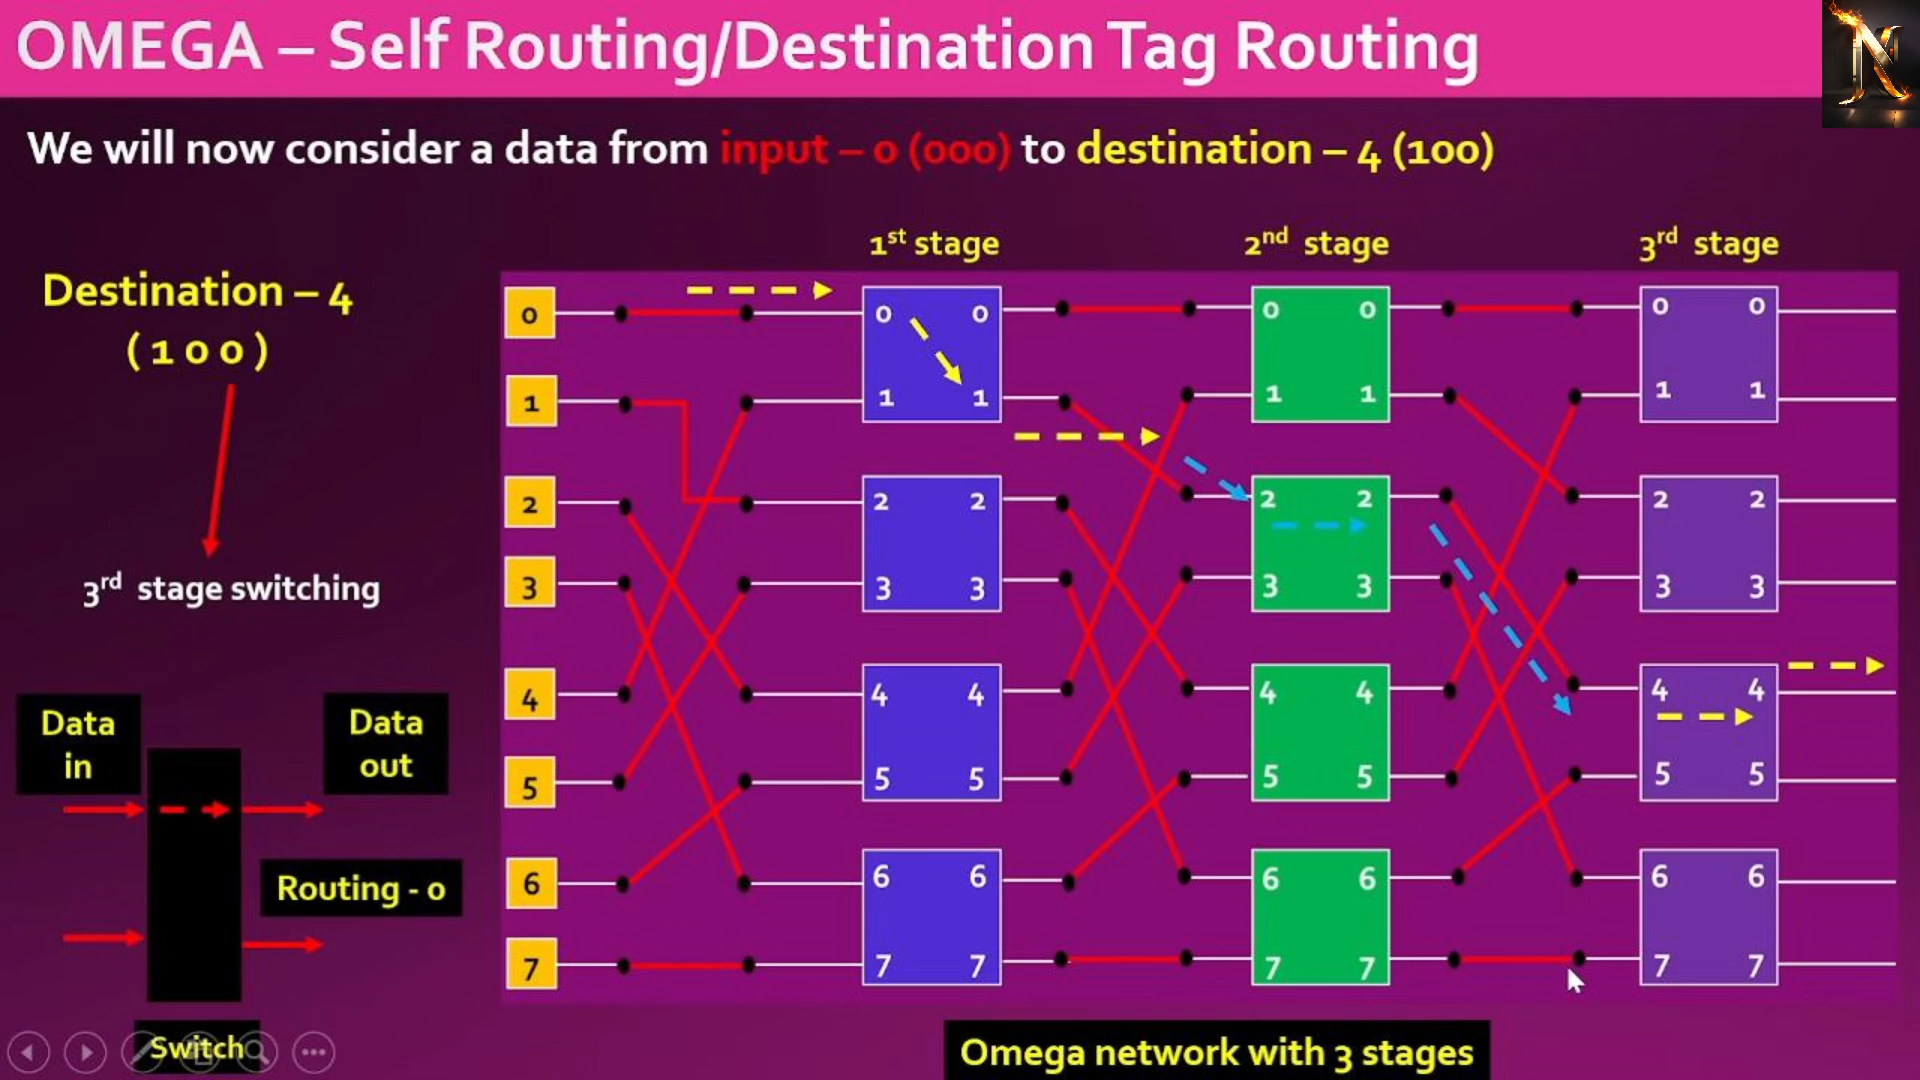 OMEGA – Self Routing/Destination Tag Routing
N
We will now consider a data from input – 0 (000) to destination – 4 (100)
1st stage 2nd stage 3rd stage
Destination – 4
( 1 0 0 )
3rd stage switching
0 0 0 0 0 0 0
1 1 1 1 1 1 1
2 2 2 2 2 2 2
3 3 3 3 3 3 3
4 4 4 4 4 4 4
5 5 5 5 5 5 5
6 6 6 6 6 6 6
7 7 7 7 7 7 7
Data in
Data out
Routing - 0
Switch
Omega network with 3 stages